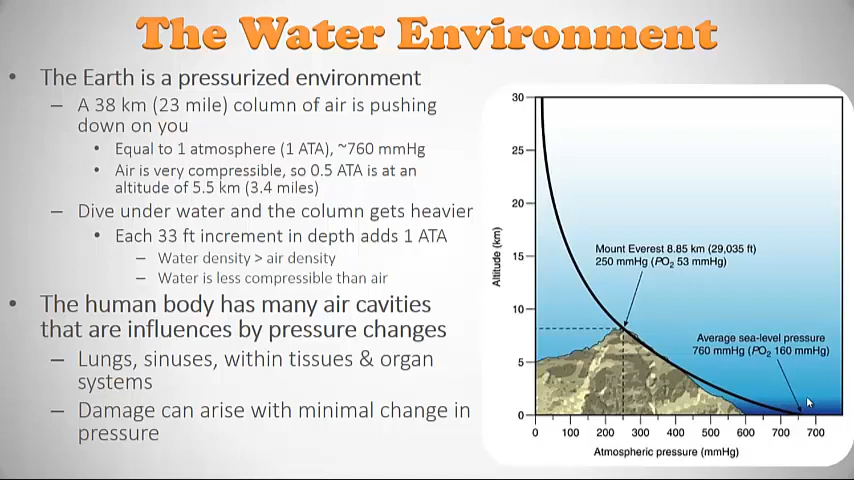 The Water Environment
• The Earth is a pressurized environment
– A 38 km (23 mile) column of air is pushing
down on you
• Equal to 1 atmosphere (1 ATA), ~760 mmHg
• Air is very compressible, so 0.5 ATA is at an
altitude of 5.5 km (3.4 miles)
– Dive under water and the column gets heavier
• Each 33 ft increment in depth adds 1 ATA
– Water density > air density
– Water is less compressible than air
• The human body has many air cavities
that are influences by pressure changes
– Lungs, sinuses, within tissues & organ
systems
– Damage can arise with minimal change in
pressure
30
25
20
15
10
5
0
Altitude (km)
Mount Everest 8.85 km (29,035 ft)
250 mmHg (PO₂ 53 mmHg)
Average sea-level pressure
760 mmHg (PO₂ 160 mmHg)
0 100 200 300 400 500 600 700 700
Atmospheric pressure (mmHg)